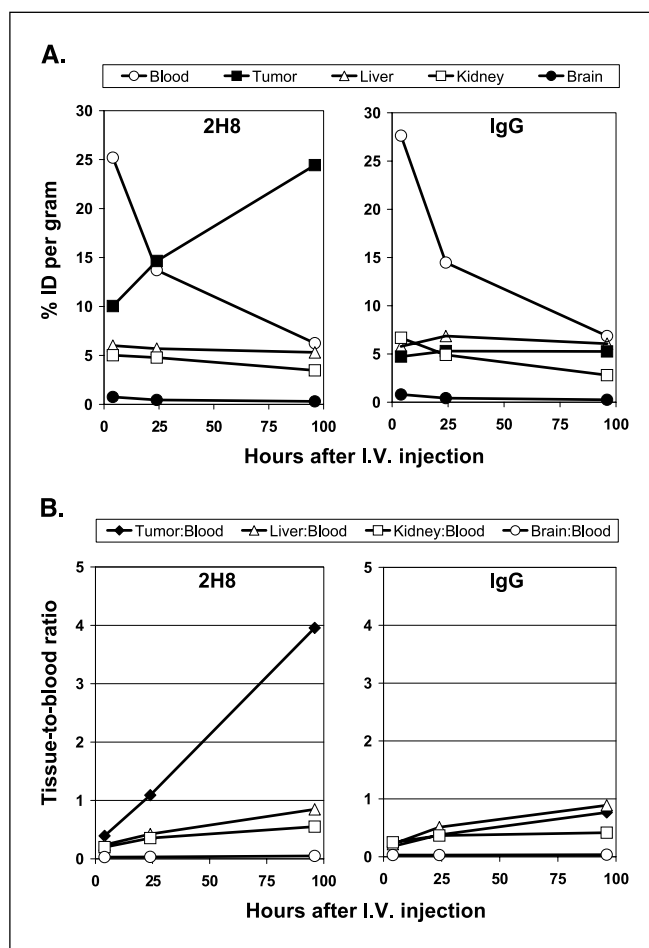 A.
Blood Tumor Liver Kidney Brain
2H8 IgG
% ID per gram
30 30
25 25
20 20
15 15
10 10
5 5
0 0
0 25 50 75 100 0 25 50 75 100
Hours after I.V. injection
B.
Tumor:Blood Liver:Blood Kidney:Blood Brain:Blood
2H8 IgG
Tissue-to-blood ratio
5 5
4 4
3 3
2 2
1 1
0 0
0 25 50 75 100 0 25 50 75 100
Hours after I.V. injection